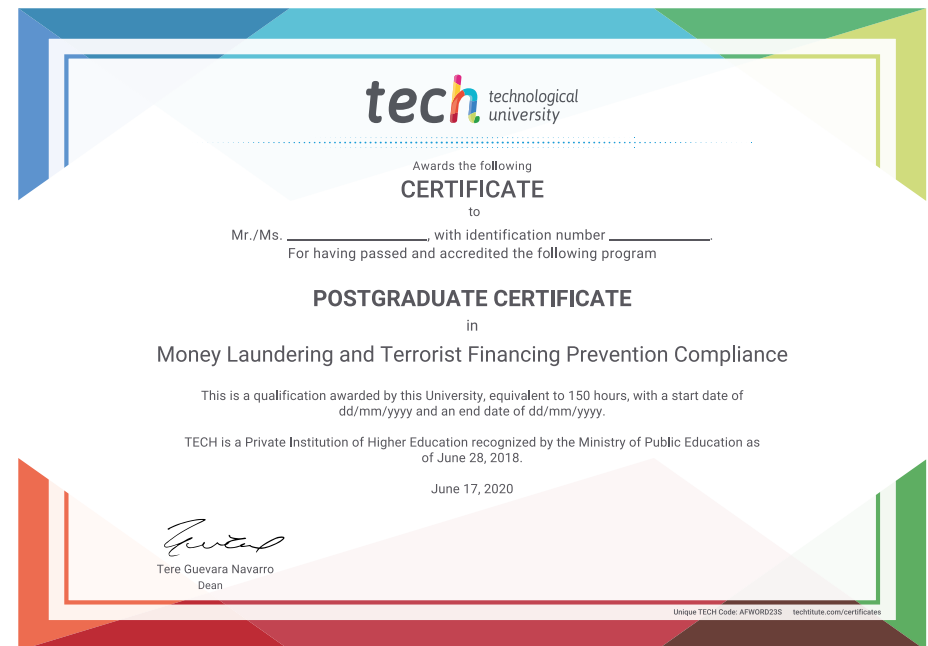 tech technological
university
Awards the following
CERTIFICATE
to
Mr./Ms. ____________________, with identification number ______________.
For having passed and accredited the following program
POSTGRADUATE CERTIFICATE
in
Money Laundering and Terrorist Financing Prevention Compliance
This is a qualification awarded by this University, equivalent to 150 hours, with a start date of
dd/mm/yyyy and an end date of dd/mm/yyyy.
TECH is a Private Institution of Higher Education recognized by the Ministry of Public Education as
of June 28, 2018.
June 17, 2020
Tere Guevara Navarro
Dean
Unique TECH Code: AFWORD23S techtitute.com/certificates